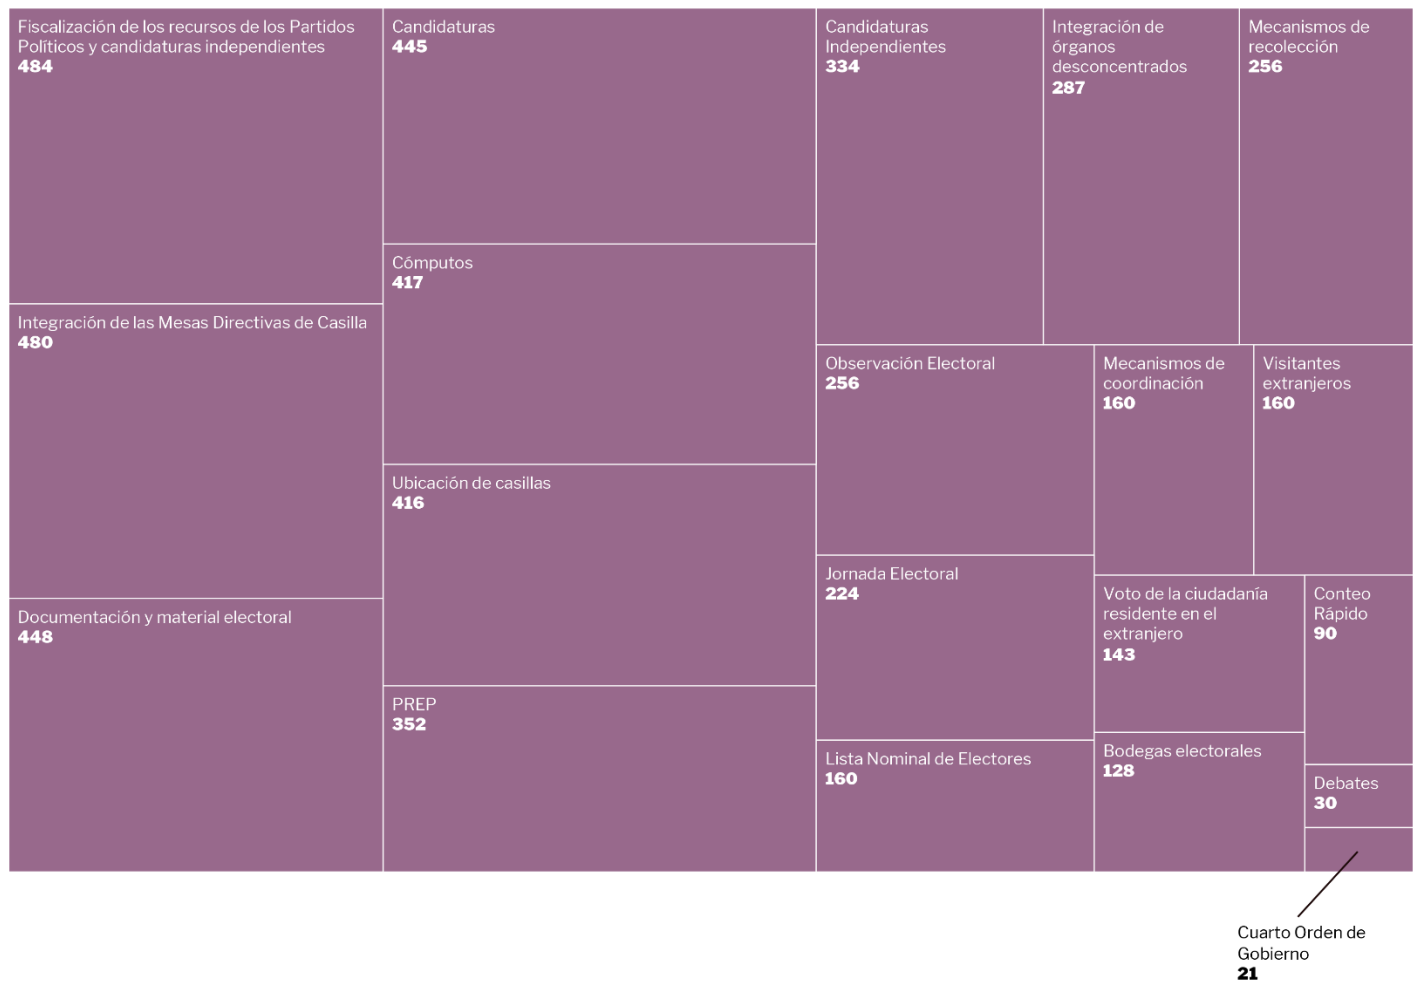 Fiscalización de los recursos de los Partidos
Políticos y candidaturas independientes
484
Integración de las Mesas Directivas de Casilla
480
Documentación y material electoral
448
Candidaturas
445
Cómputos
417
Ubicación de casillas
416
PREP
352
Candidaturas
Independientes
334
Integración de
órganos
desconcentrados
287
Mecanismos de
recolección
256
Observación Electoral
256
Jornada Electoral
224
Lista Nominal de Electores
160
Mecanismos de
coordinación
160
Visitantes
extranjeros
160
Voto de la ciudadanía
residente en el
extranjero
143
Bodegas electorales
128
Conteo
Rápido
90
Debates
30
Cuarto Orden de
Gobierno
21